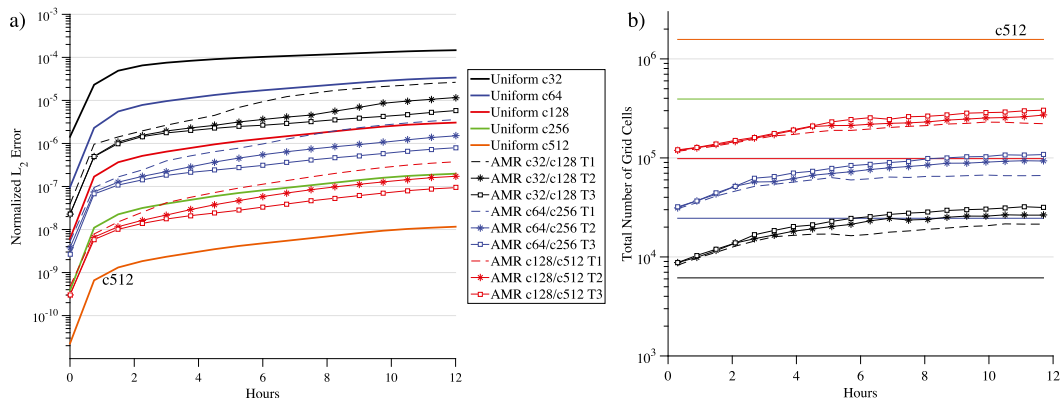 a)
10^-3
10^-4
10^-5
10^-6
10^-7
10^-8
10^-9
10^-10
Normalized L_2 Error
c512
0 2 4 6 8 10 12
Hours
Uniform c32
Uniform c64
Uniform c128
Uniform c256
Uniform c512
AMR c32/c128 T1
AMR c32/c128 T2
AMR c32/c128 T3
AMR c64/c256 T1
AMR c64/c256 T2
AMR c64/c256 T3
AMR c128/c512 T1
AMR c128/c512 T2
AMR c128/c512 T3
b)
c512
10^6
10^5
10^4
10^3
Total Number of Grid Cells
0 2 4 6 8 10 12
Hours